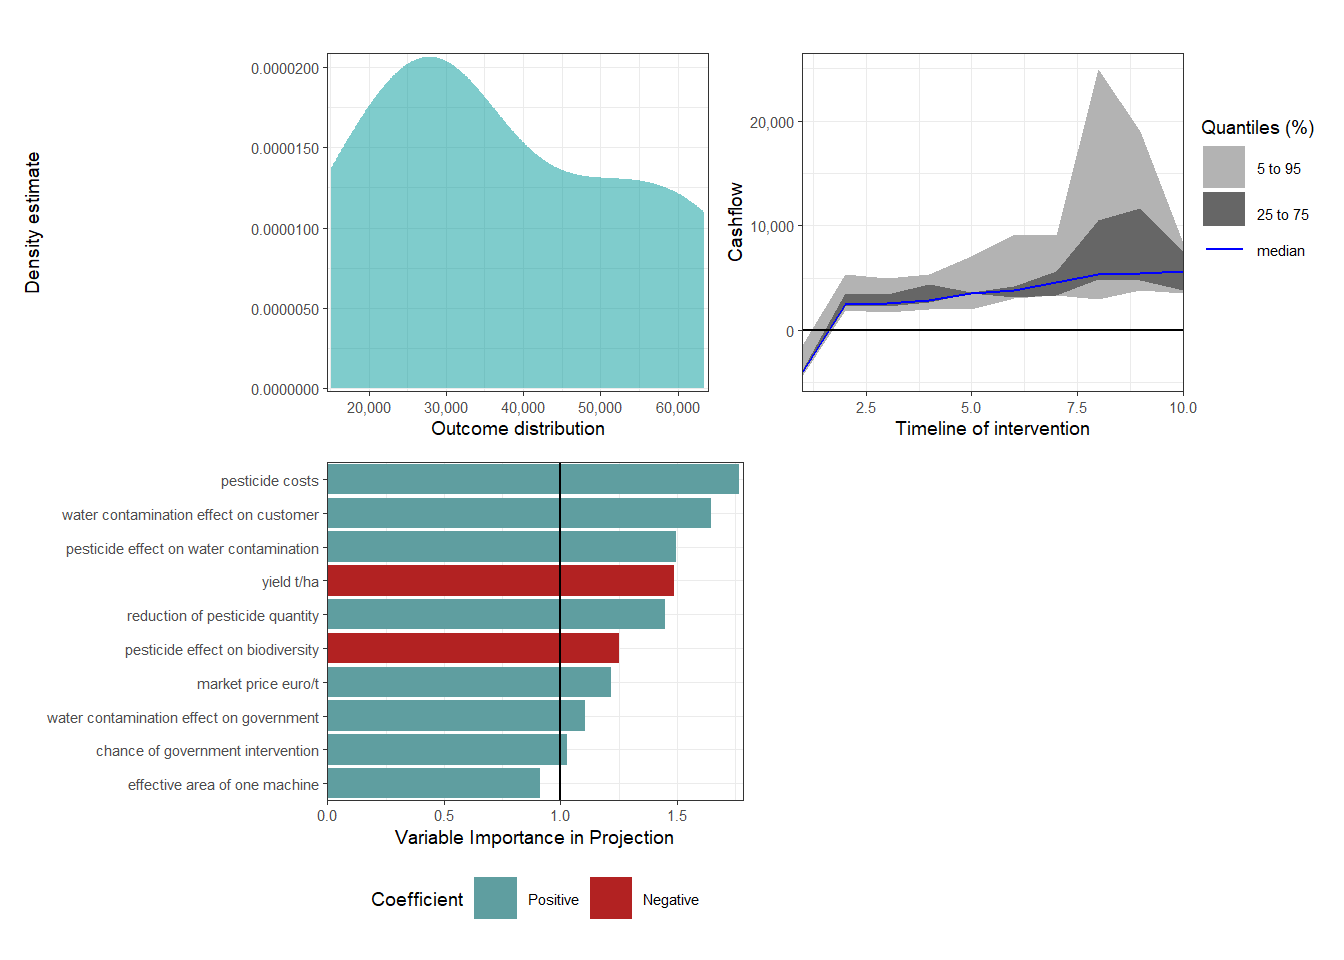 Density estimate
0.0000200
0.0000150
0.0000100
0.0000050
0.0000000
20,000 30,000 40,000 50,000 60,000
Outcome distribution
Cashflow
20,000
10,000
0
2.5 5.0 7.5 10.0
Timeline of intervention
Quantiles (%)
5 to 95
25 to 75
median
pesticide costs
water contamination effect on customer
pesticide effect on water contamination
yield t/ha
reduction of pesticide quantity
pesticide effect on biodiversity
market price euro/t
water contamination effect on government
chance of government intervention
effective area of one machine
0.0 0.5 1.0 1.5
Variable Importance in Projection
Coefficient Positive Negative